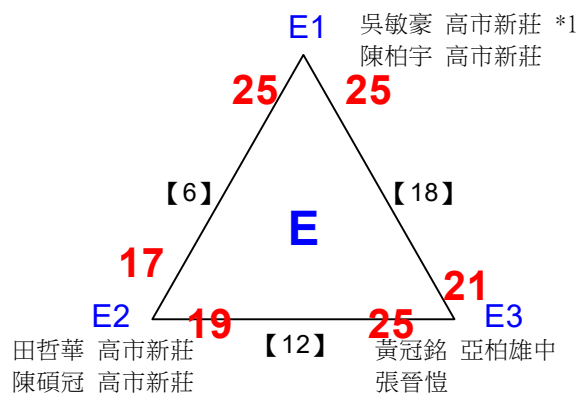 E1
吳敏豪 高市新莊 *1
陳柏宇 高市新莊
25
25
【6】
【18】
E
17
21
E2
19
25
E3
【12】
田哲華 高市新莊
陳碩冠 高市新莊
黃冠銘 亞柏雄中
張晉愷